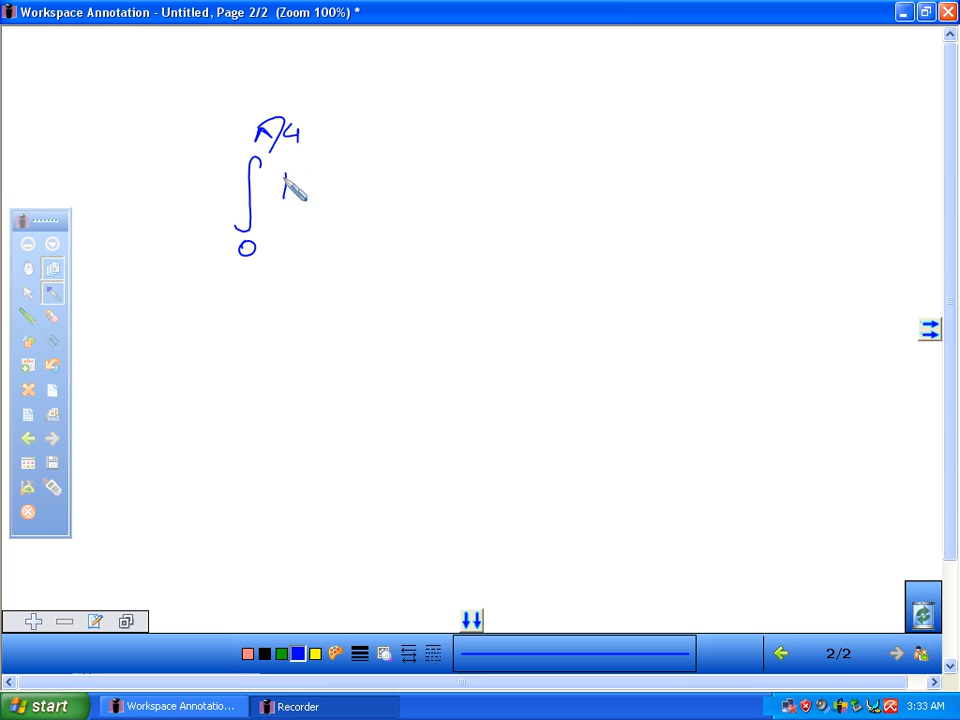 Workspace Annotation - Untitled, Page 2/2 (Zoom 100%) *
π/4
∫
0
2/2
start
Workspace Annotatio...
Recorder
3:33 AM